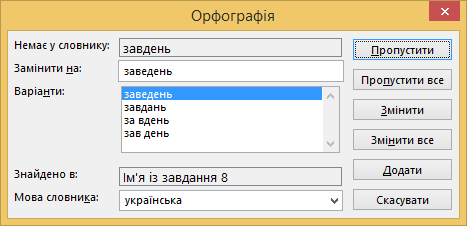 Орфографія
Немає у словнику: завдень
Замінити на: заведень
Варіанти: заведень
завдань
за вдень
зав день
Знайдено в: Ім'я із завдання 8
Мова словника: українська
Пропустити
Пропустити все
Змінити
Змінити все
Додати
Скасувати